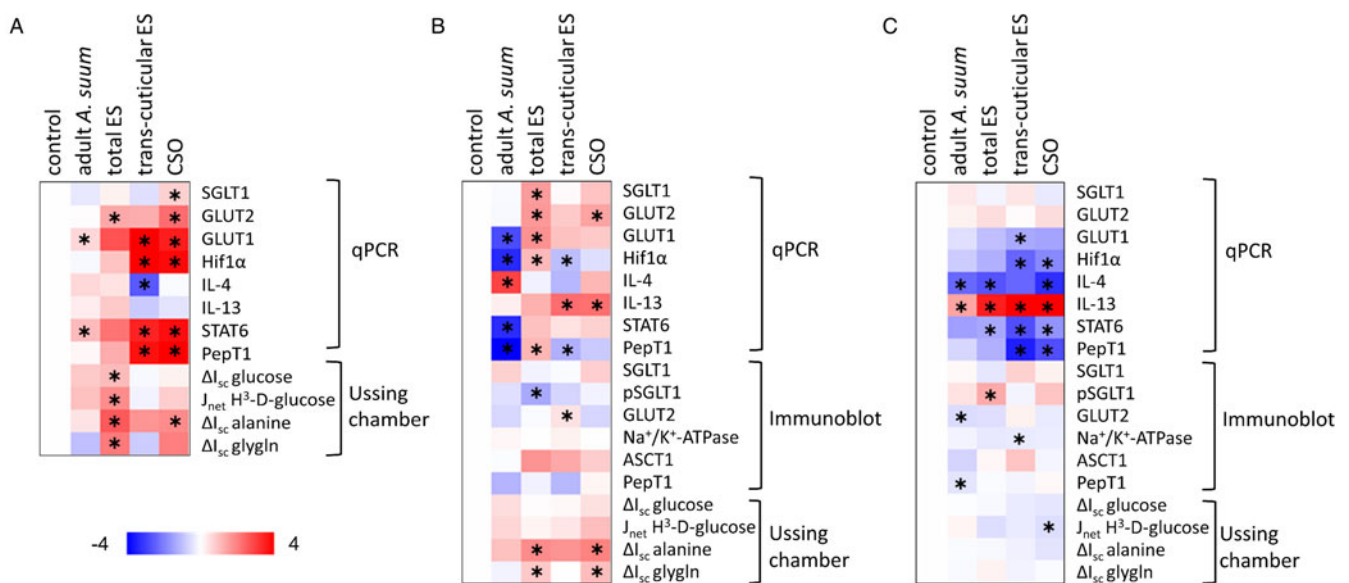 A
control
adult A. suum
total ES
trans-cuticular ES
CSO
SGLT1
*
GLUT2
* *
GLUT1
* * *
Hif1α
* *
IL-4
*
IL-13
STAT6
* * *
PepT1
* *
qPCR
ΔIsc glucose
*
Jnet H³-D-glucose
*
ΔIsc alanine
* *
ΔIsc glygln
*
Ussing
chamber
-4 4
B
control
adult A. suum
total ES
trans-cuticular ES
CSO
SGLT1
*
GLUT2
* *
GLUT1
* *
Hif1α
* * *
IL-4
*
IL-13
* *
STAT6
*
PepT1
* * *
qPCR
SGLT1
pSGLT1
*
GLUT2
*
Na⁺/K⁺-ATPase
ASCT1
PepT1
Immunoblot
ΔIsc glucose
Jnet H³-D-glucose
ΔIsc alanine
* *
ΔIsc glygln
* *
Ussing
chamber
C
control
adult A. suum
total ES
trans-cuticular ES
CSO
SGLT1
GLUT2
GLUT1
*
Hif1α
* *
IL-4
* * *
IL-13
* * * *
STAT6
* * *
PepT1
* *
qPCR
SGLT1
pSGLT1
*
GLUT2
*
Na⁺/K⁺-ATPase
*
ASCT1
PepT1
*
Immunoblot
ΔIsc glucose
Jnet H³-D-glucose
*
ΔIsc alanine
ΔIsc glygln
Ussing
chamber